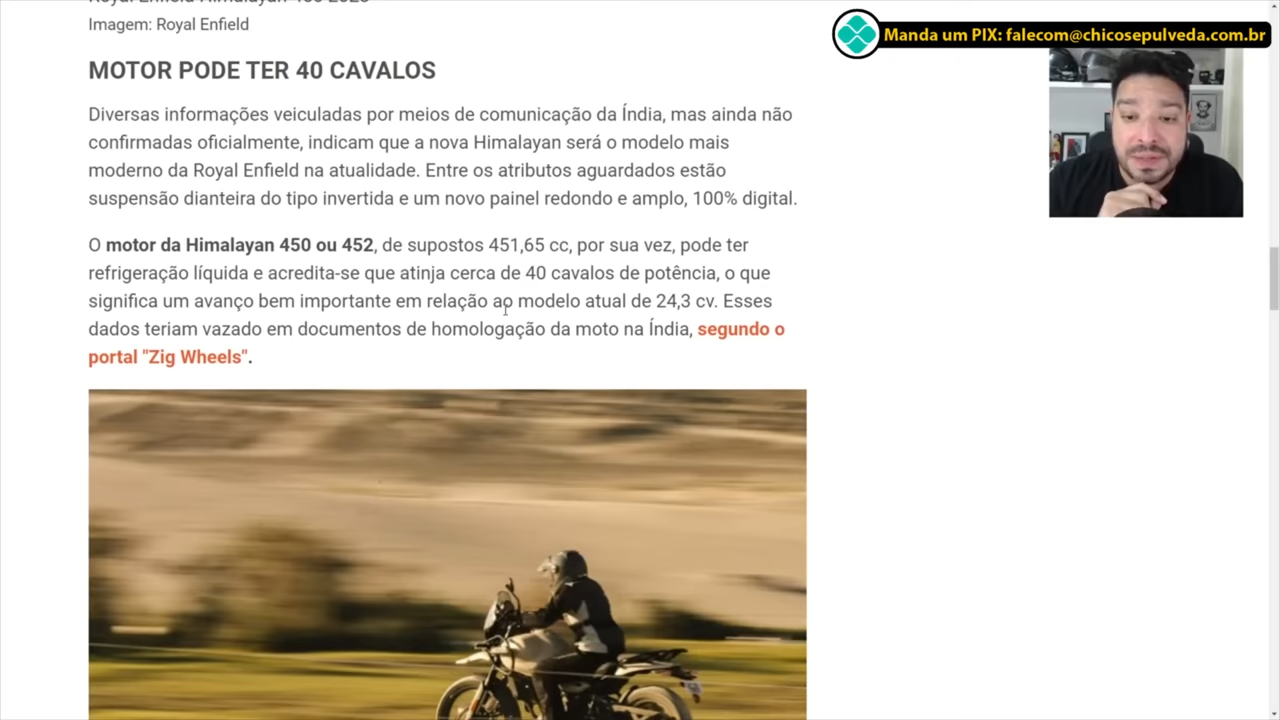 Imagem: Royal Enfield
Manda um PIX: falecom@chicosepulveda.com.br
MOTOR PODE TER 40 CAVALOS
Diversas informações veiculadas por meios de comunicação da Índia, mas ainda não
confirmadas oficialmente, indicam que a nova Himalayan será o modelo mais
moderno da Royal Enfield na atualidade. Entre os atributos aguardados estão
suspensão dianteira do tipo invertida e um novo painel redondo e amplo, 100% digital.
O motor da Himalayan 450 ou 452, de supostos 451,65 cc, por sua vez, pode ter
refrigeração líquida e acredita-se que atinja cerca de 40 cavalos de potência, o que
significa um avanço bem importante em relação ao modelo atual de 24,3 cv. Esses
dados teriam vazado em documentos de homologação da moto na Índia, segundo o
portal "Zig Wheels".